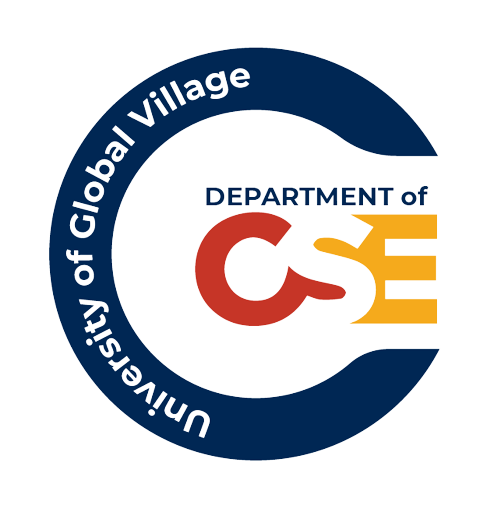 University of Global Village
DEPARTMENT of
CSE